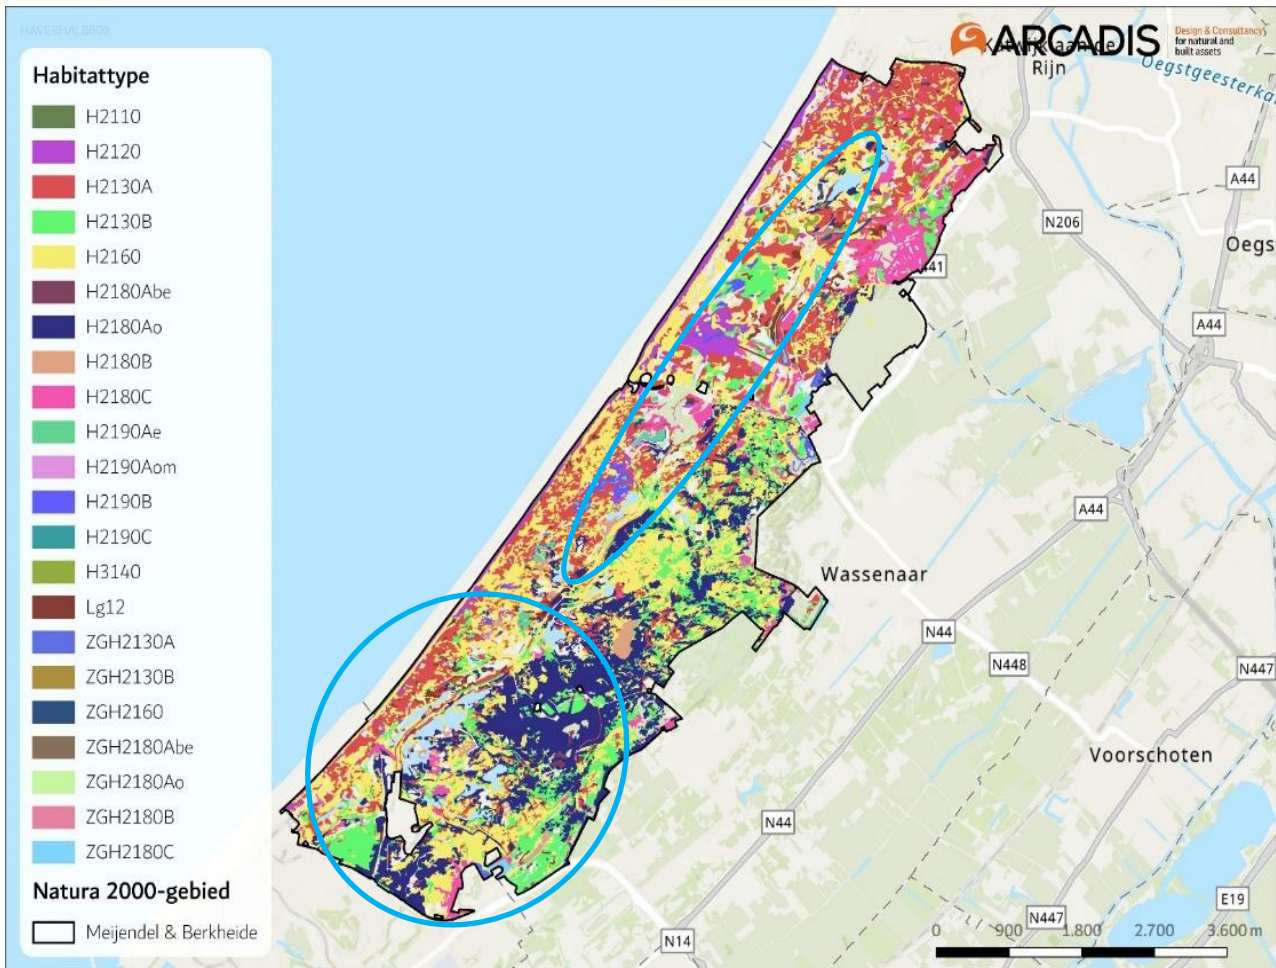 HAVERHAL8809
Habitattype
H2110
H2120
H2130A
H2130B
H2160
H2180Abe
H2180Ao
H2180B
H2180C
H2190Ae
H2190Aom
H2190B
H2190C
H3140
Lg12
ZGH2130A
ZGH2130B
ZGH2160
ZGH2180Abe
ZGH2180Ao
ZGH2180B
ZGH2180C
Natura 2000-gebied
Meijendel & Berkheide
ARCADIS
Design & Consultancy
for natural and
built assets
Rijn
Oegstgeesterka
A44
N206
Oegs
441
A44
A44
Wassenaar
N44
N448
N447
Voorschoten
N44
E19
N447
N14
0 900 1.800 2.700 3.600 m